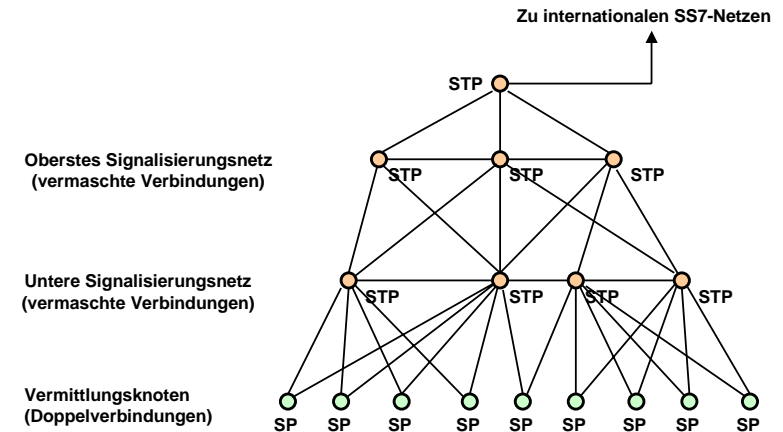 Zu internationalen SS7-Netzen
STP
Oberstes Signalisierungsnetz
(vermaschte Verbindungen)
STP STP STP
Untere Signalisierungsnetz
(vermaschte Verbindungen)
STP STP STP STP
Vermittlungsknoten
(Doppelverbindungen)
SP SP SP SP SP SP SP SP SP